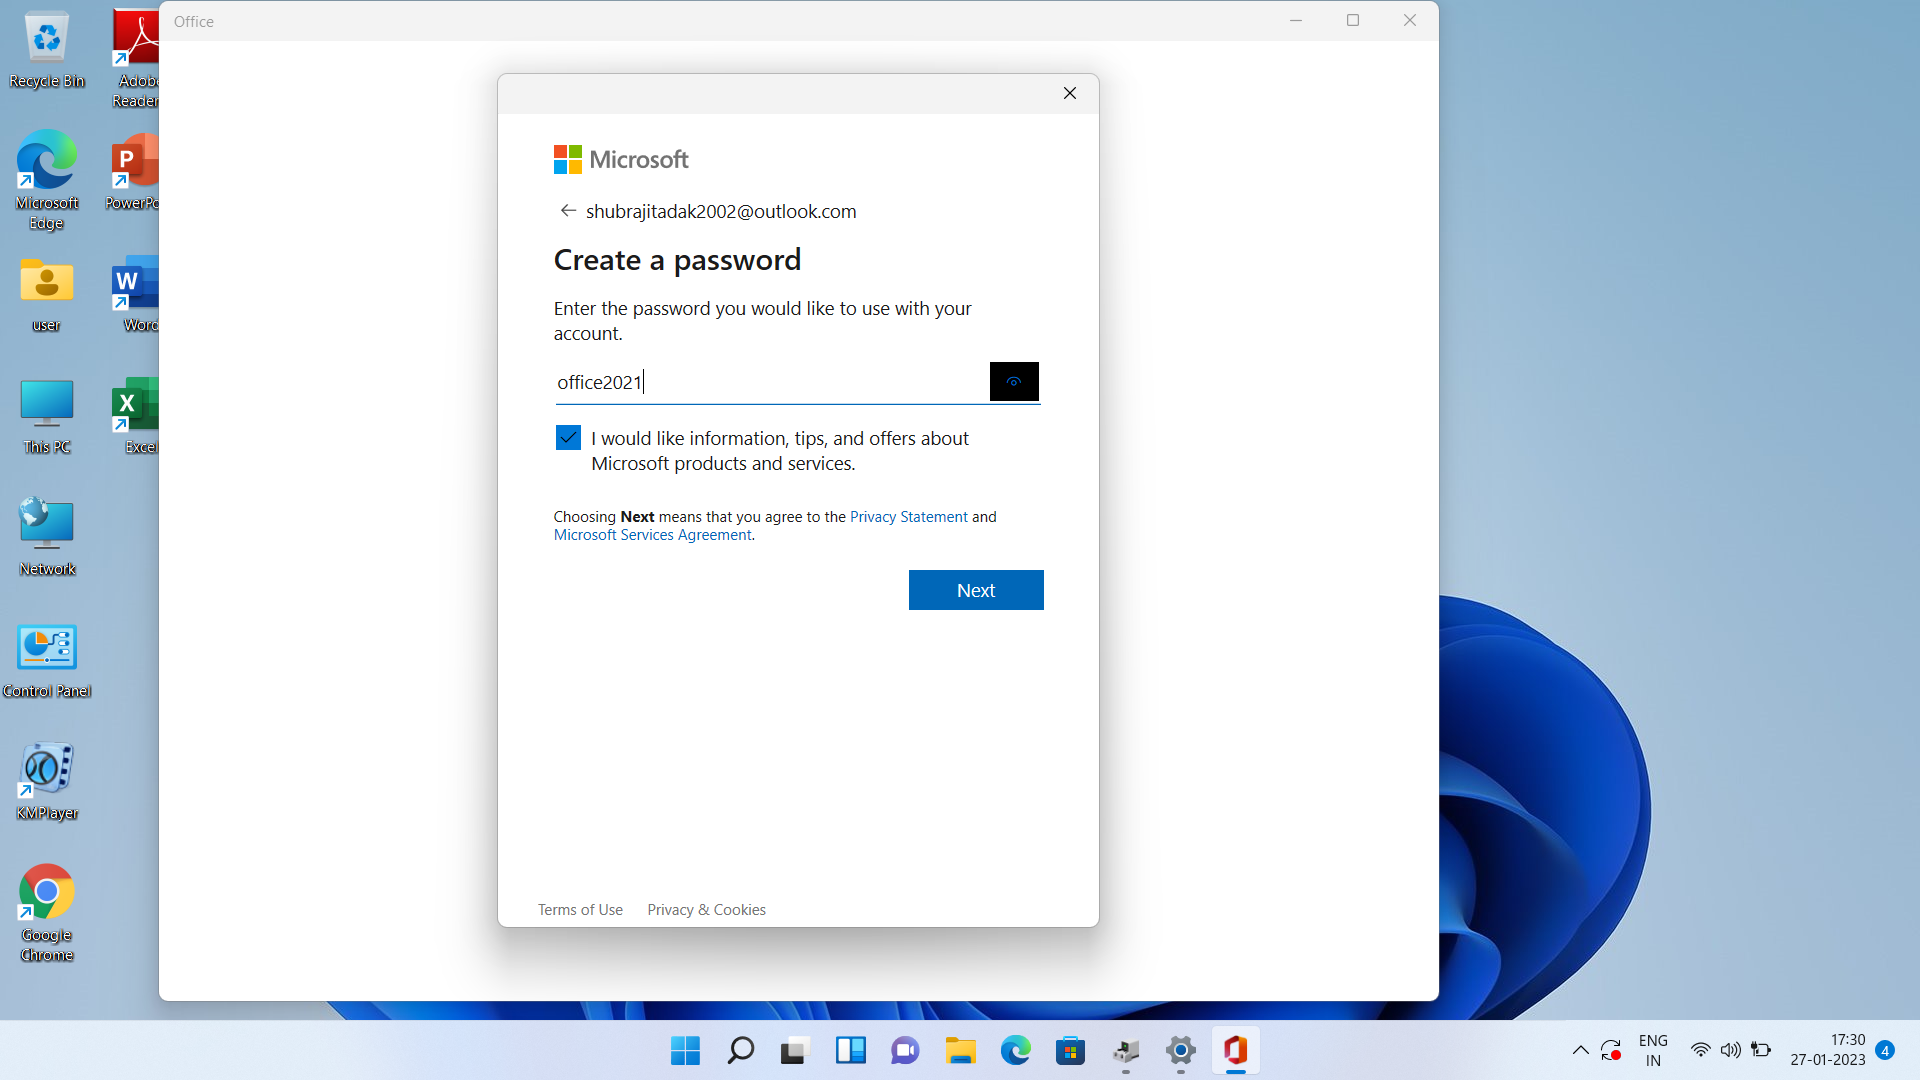 Office
Recycle Bin
Adobe
Reader
Microsoft
Edge
PowerPo
user
Word
This PC
Excel
Network
Control Panel
KMPlayer
Google
Chrome
Microsoft
shubrajitadak2002@outlook.com
Create a password
Enter the password you would like to use with your
account.
office2021
I would like information, tips, and offers about
Microsoft products and services.
Choosing Next means that you agree to the Privacy Statement and
Microsoft Services Agreement.
Next
Terms of Use Privacy & Cookies
ENG
IN
17:30
27-01-2023
4